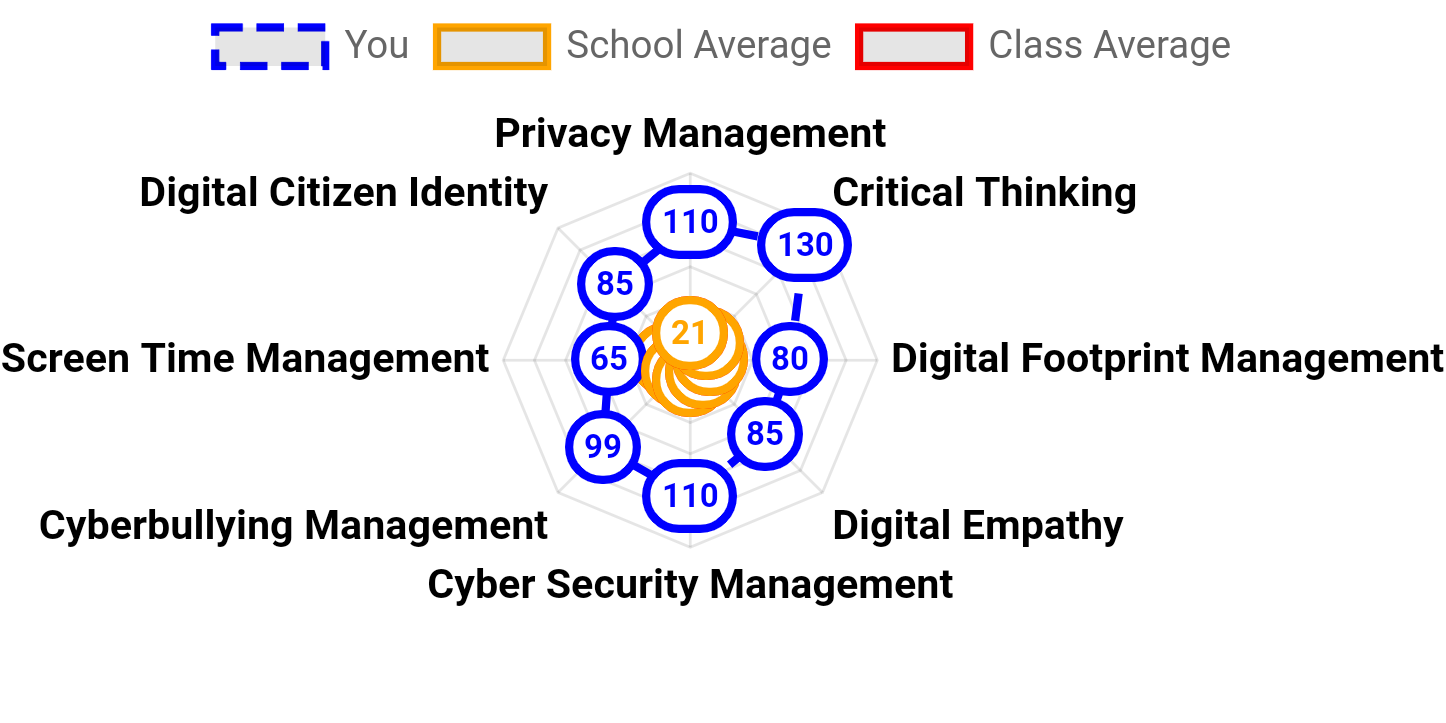 You School Average Class Average
Privacy Management
Digital Citizen Identity Critical Thinking
110
130
85
21
Screen Time Management 65 80 Digital Footprint Management
85
99
110
Cyberbullying Management Digital Empathy
Cyber Security Management